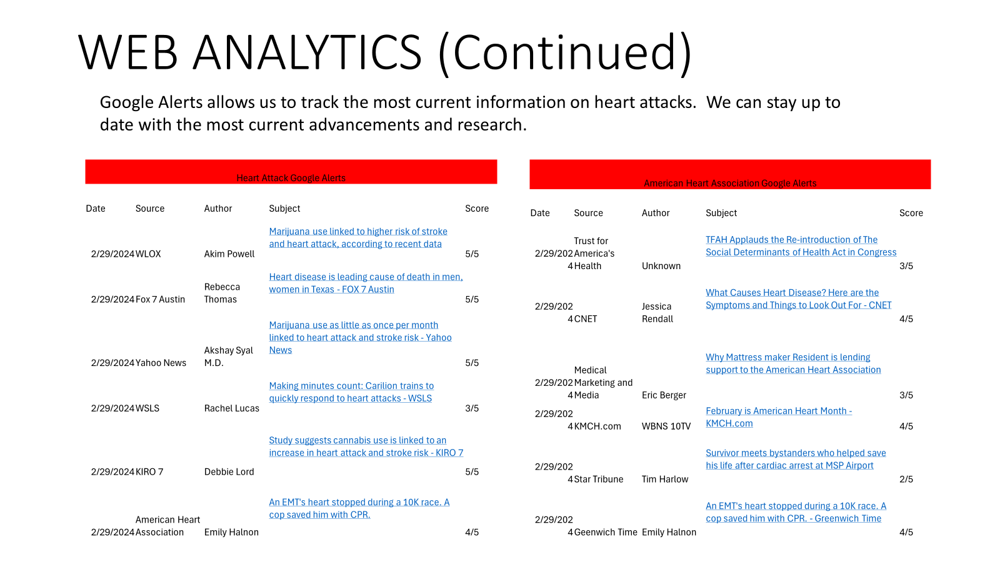 WEB ANALYTICS (Continued)
Google Alerts allows us to track the most current information on heart attacks.  We can stay up to
date with the most current advancements and research.
Heart Attack Google Alerts
Date Source Author Subject Score
Marijuana use linked to higher risk of stroke
and heart attack, according to recent data
2/29/2024 WLOX Akim Powell 5/5
Heart disease is leading cause of death in men,
women in Texas - FOX 7 Austin
Rebecca
2/29/2024 Fox 7 Austin Thomas 5/5
Marijuana use as little as once per month
linked to heart attack and stroke risk - Yahoo
News
Akshay Syal
2/29/2024 Yahoo News M.D. 5/5
Making minutes count: Carilion trains to
quickly respond to heart attacks - WSLS
2/29/2024 WSLS Rachel Lucas 3/5
Study suggests cannabis use is linked to an
increase in heart attack and stroke risk - KIRO 7
2/29/2024 KIRO 7 Debbie Lord 5/5
An EMT's heart stopped during a 10K race. A
cop saved him with CPR.
American Heart
2/29/2024 Association Emily Halnon 4/5
American Heart Association Google Alerts
Date Source Author Subject Score
Trust for
TFAH Applauds the Re-introduction of The
2/29/202 America's
Social Determinants of Health Act in Congress
4 Health Unknown 3/5
What Causes Heart Disease? Here are the
Symptoms and Things to Look Out For - CNET
2/29/202 Jessica
4 CNET Rendall 4/5
Why Mattress maker Resident is lending
support to the American Heart Association
Medical
2/29/202 Marketing and
4 Media Eric Berger 3/5
February is American Heart Month -
KMCH.com
2/29/202
4 KMCH.com WBNS 10TV 4/5
Survivor meets bystanders who helped save
his life after cardiac arrest at MSP Airport
2/29/202
4 Star Tribune Tim Harlow 2/5
An EMT's heart stopped during a 10K race. A
cop saved him with CPR. - Greenwich Time
2/29/202
4 Geenwich Time Emily Halnon 4/5